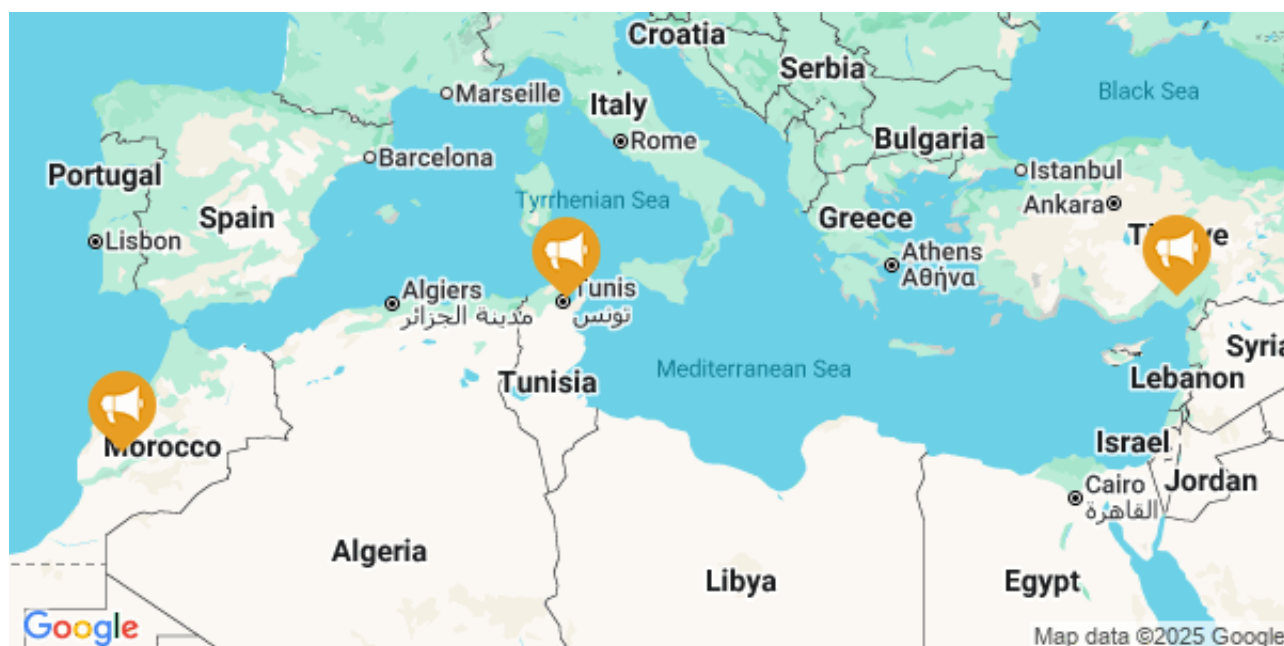 Croatia
Serbia
Marseille
Italy
Black Sea
Rome
Bulgaria
Barcelona
Istanbul
Portugal
Tyrrhenian Sea
Ankara
Spain
Greece
Lisbon
Athens
Αθήνα
Algiers
مدينة الجزائر
Tunis
تونس
Syria
Mediterranean Sea
Tunisia
Lebanon
Morocco
Israel
Jordan
Cairo
القاهرة
Algeria
Libya
Egypt
Google
Map data ©2025 Google